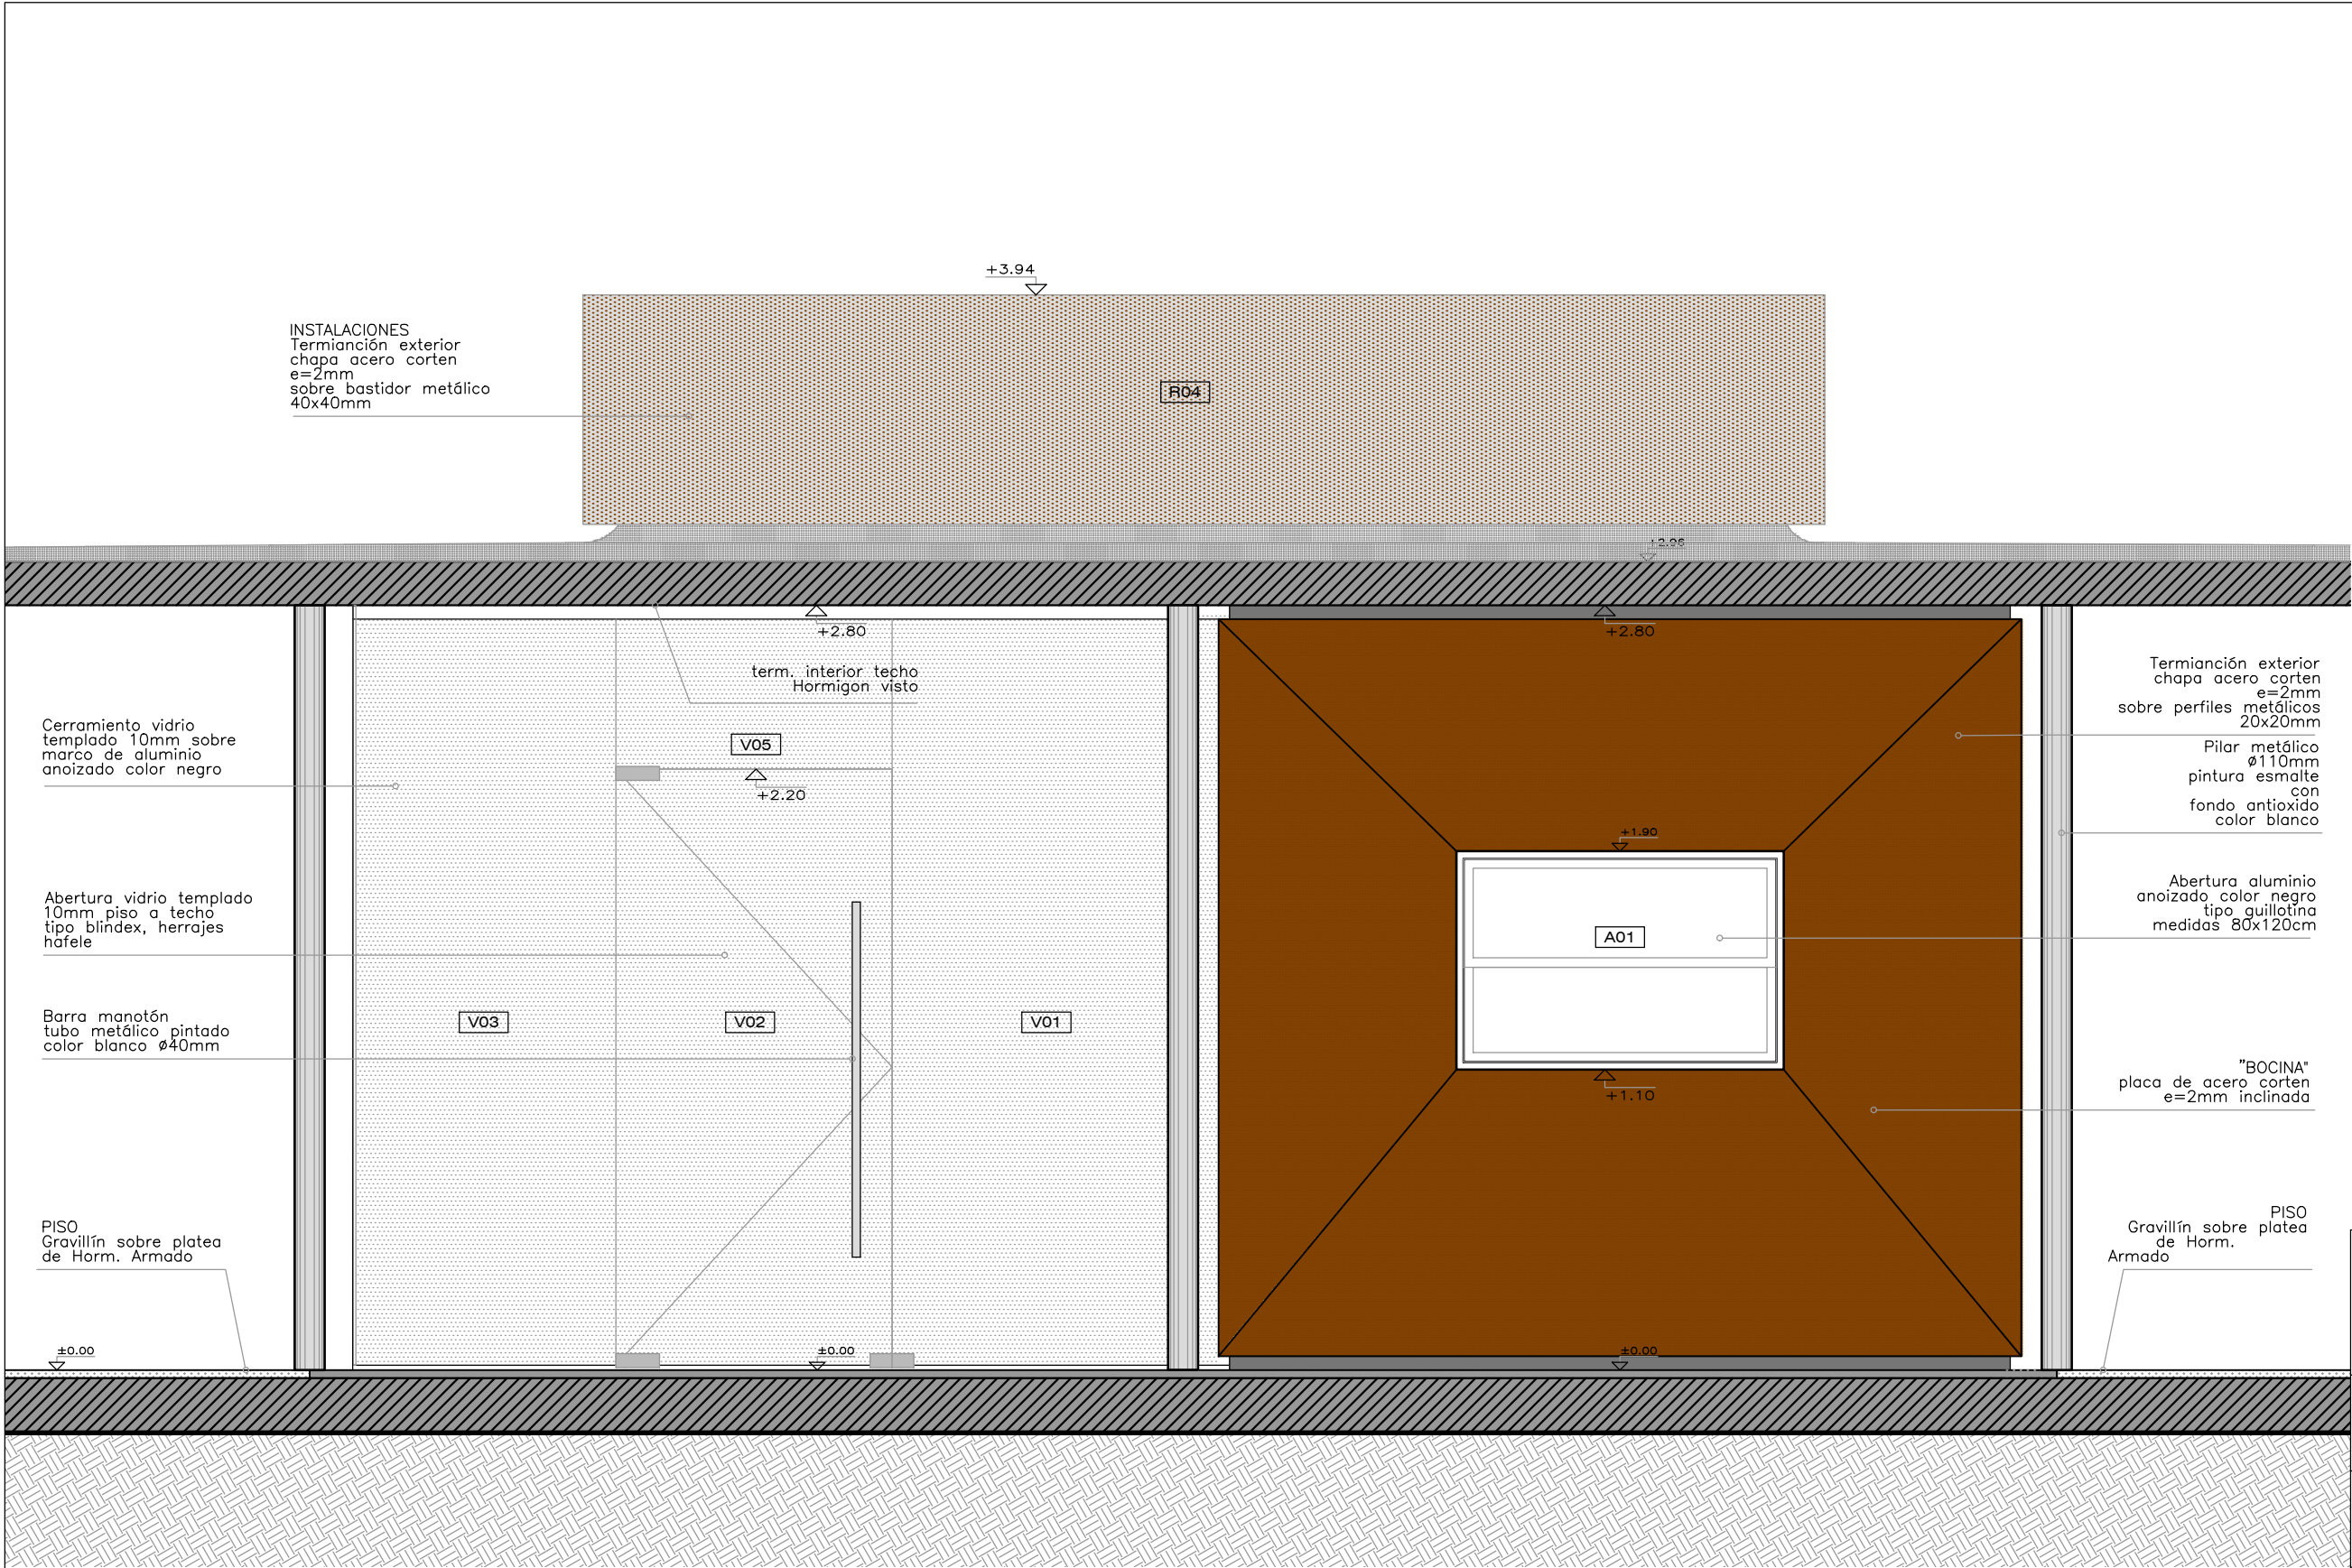 +3.94
INSTALACIONES
Termianción exterior
chapa acero corten
e=2mm
sobre bastidor metálico
40x40mm
R04
+2.96
+2.80
+2.80
term. interior techo
Hormigon visto
Termianción exterior
chapa acero corten
e=2mm
sobre perfiles metálicos
20x20mm
Cerramiento vidrio
templado 10mm sobre
marco de aluminio
anoizado color negro
V05
+2.20
Pilar metálico
ø110mm
pintura esmalte
con
fondo antioxido
color blanco
+1.90
Abertura vidrio templado
10mm piso a techo
tipo blindex, herrajes
hafele
A01
Abertura aluminio
anoizado color negro
tipo guillotina
medidas 80x120cm
Barra manotón
tubo metálico pintado
color blanco ø40mm
V03
V02
V01
+1.10
"BOCINA"
placa de acero corten
e=2mm inclinada
PISO
Gravillín sobre platea
de Horm. Armado
PISO
Gravillín sobre platea
de Horm.
Armado
±0.00
±0.00
±0.00